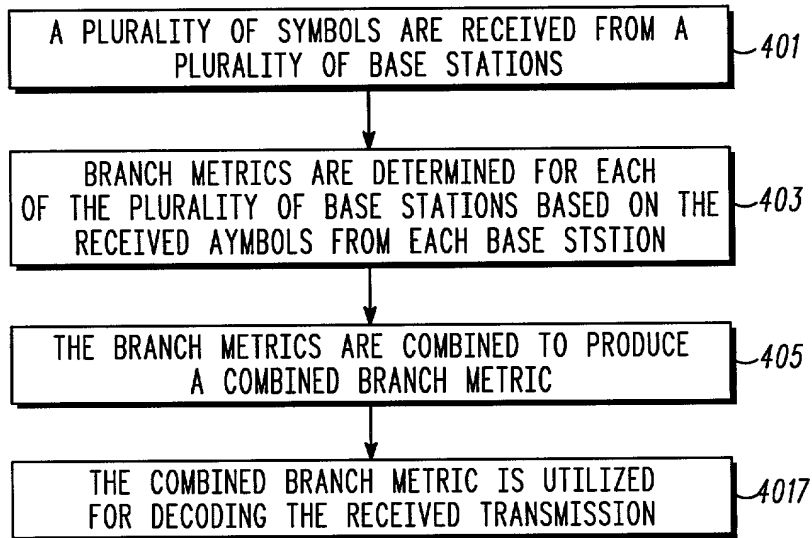 A PLURALITY OF SYMBOLS ARE RECEIVED FROM A
PLURALITY OF BASE STATIONS
401
BRANCH METRICS ARE DETERMINED FOR EACH
OF THE PLURALITY OF BASE STATIONS BASED ON THE
RECEIVED AYMBOLS FROM EACH BASE STSTION
403
THE BRANCH METRICS ARE COMBINED TO PRODUCE
A COMBINED BRANCH METRIC
405
THE COMBINED BRANCH METRIC IS UTILIZED
FOR DECODING THE RECEIVED TRANSMISSION
4017